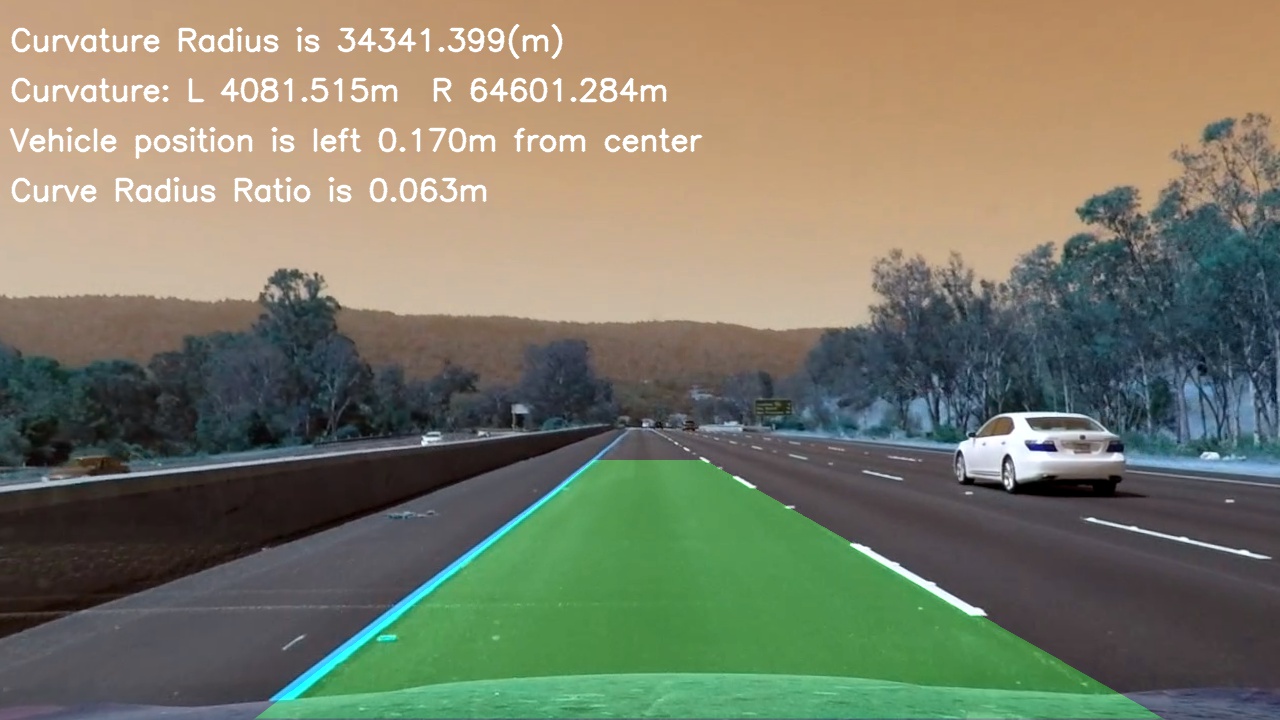 Curvature Radius is 34341.399(m)
Curvature: L 4081.515m R 64601.284m
Vehicle position is left 0.170m from center
Curve Radius Ratio is 0.063m